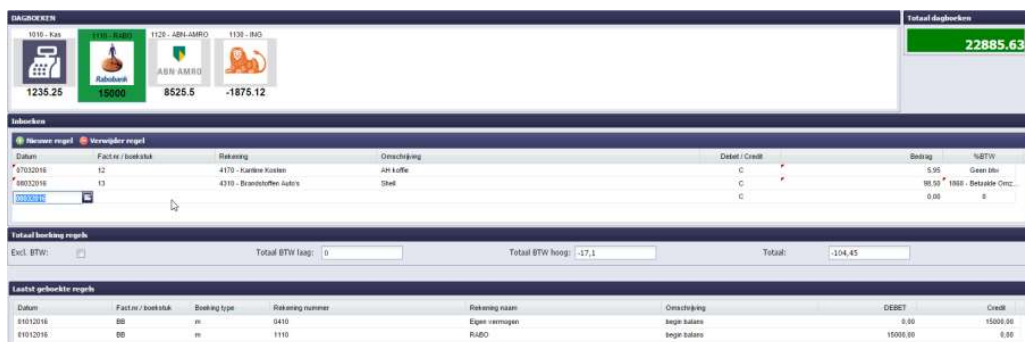 DAGBOEKEN
Totaal dagboeken
1010 - Kas
1110 - RABO
1120 - ABN-AMRO
1130 - ING
22885.63
Rabobank
ABN·AMRO
1235.25
15000
8525.5
-1875.12
Inboeken
Nieuwe regel Verwijder regel
Datum Fact.nr / boekstuk Rekening Omschrijving Debet / Credit Bedrag %BTW
07032016 12 4170 - Kantine Kosten AH koffie C 5,95 Geen btw
08032016 13 4310 - Brandstoffen Auto's Shell C 98,50 1860 - Betaalde Omz...
08032016 C 0,00 0
Totaal boeking regels
Excl. BTW: Totaal BTW laag: 0 Totaal BTW hoog: -17,1 Totaal: -104,45
Laatst geboekte regels
Datum Fact.nr / boekstuk Boeking type Rekening nummer Rekening naam Omschrijving DEBET Credit
01012016 BB m 0410 Eigen vermogen begin balans 0,00 15000,00
01012016 BB m 1110 RABO begin balans 15000,00 0,00